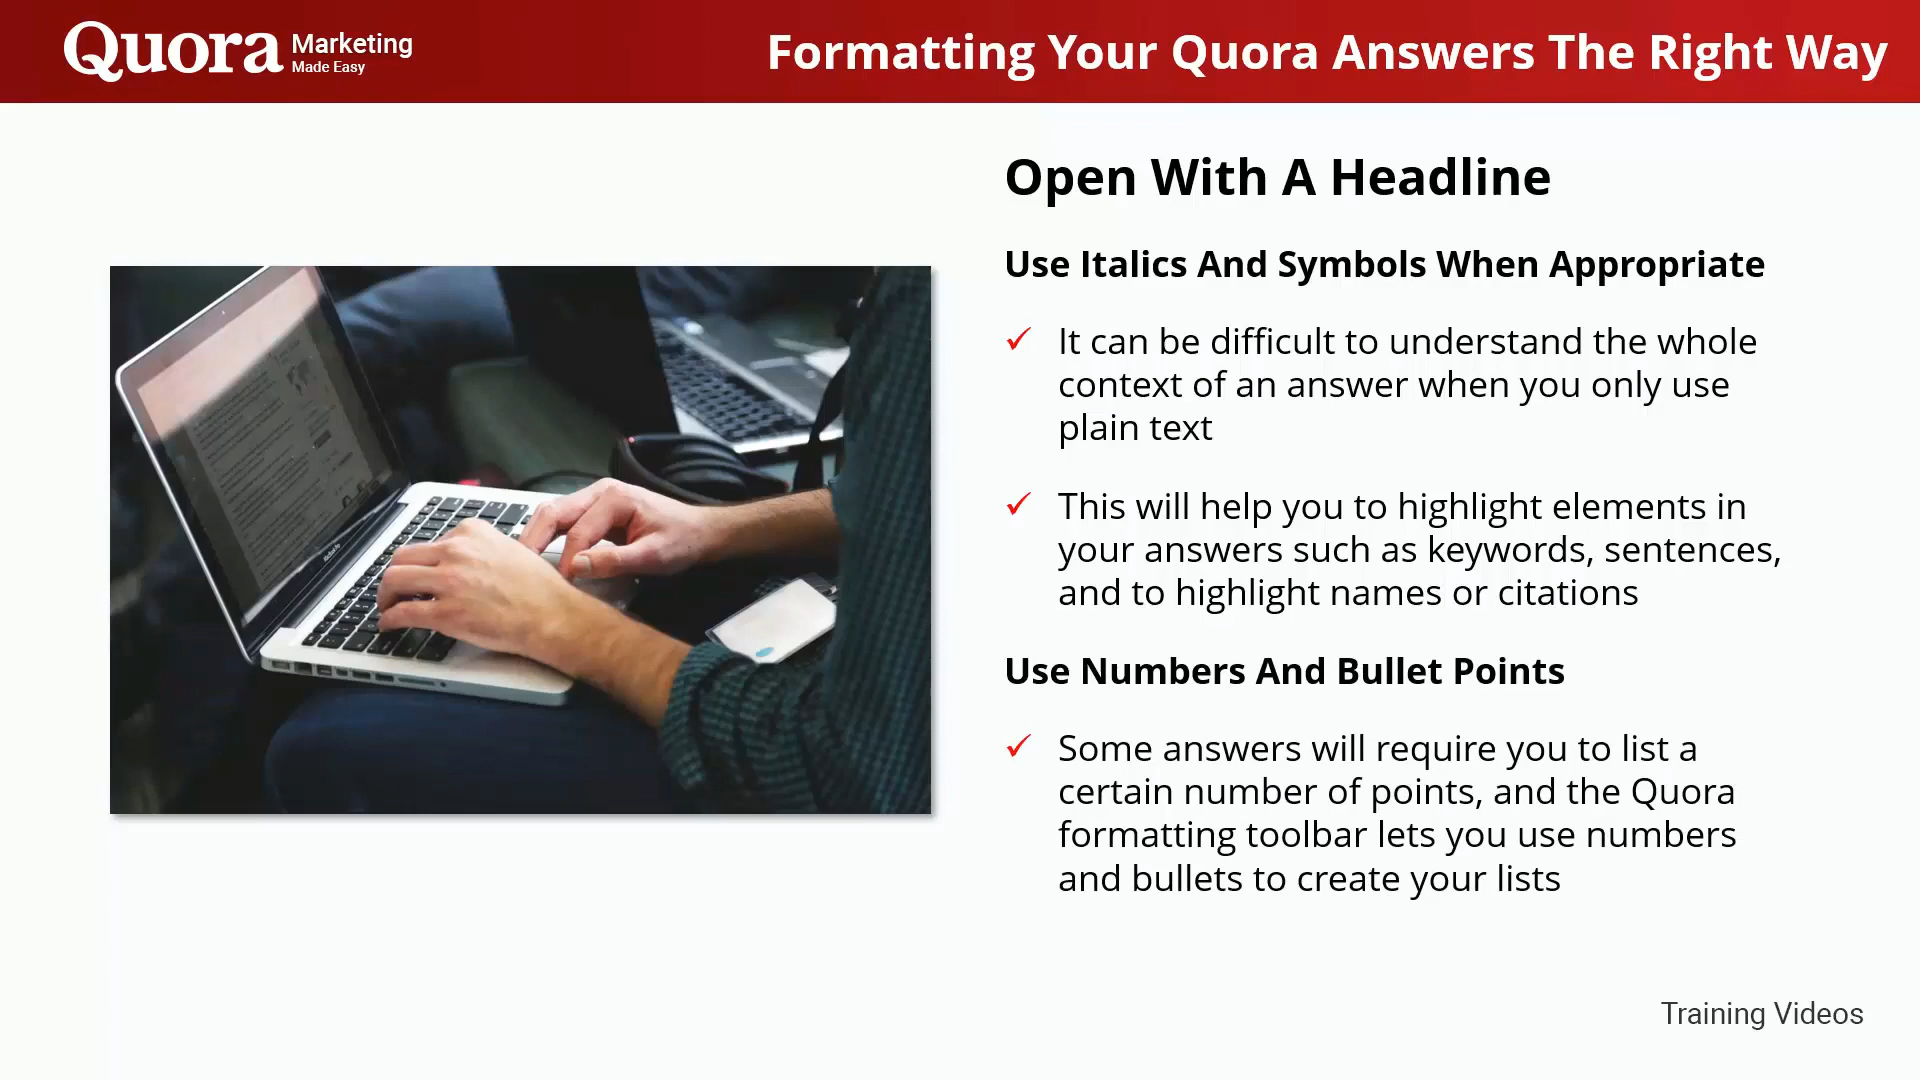 Quora Marketing
Made Easy
Formatting Your Quora Answers The Right Way
Open With A Headline
Use Italics And Symbols When Appropriate
✓ It can be difficult to understand the whole
context of an answer when you only use
plain text
✓ This will help you to highlight elements in
your answers such as keywords, sentences,
and to highlight names or citations
Use Numbers And Bullet Points
✓ Some answers will require you to list a
certain number of points, and the Quora
formatting toolbar lets you use numbers
and bullets to create your lists
Training Videos